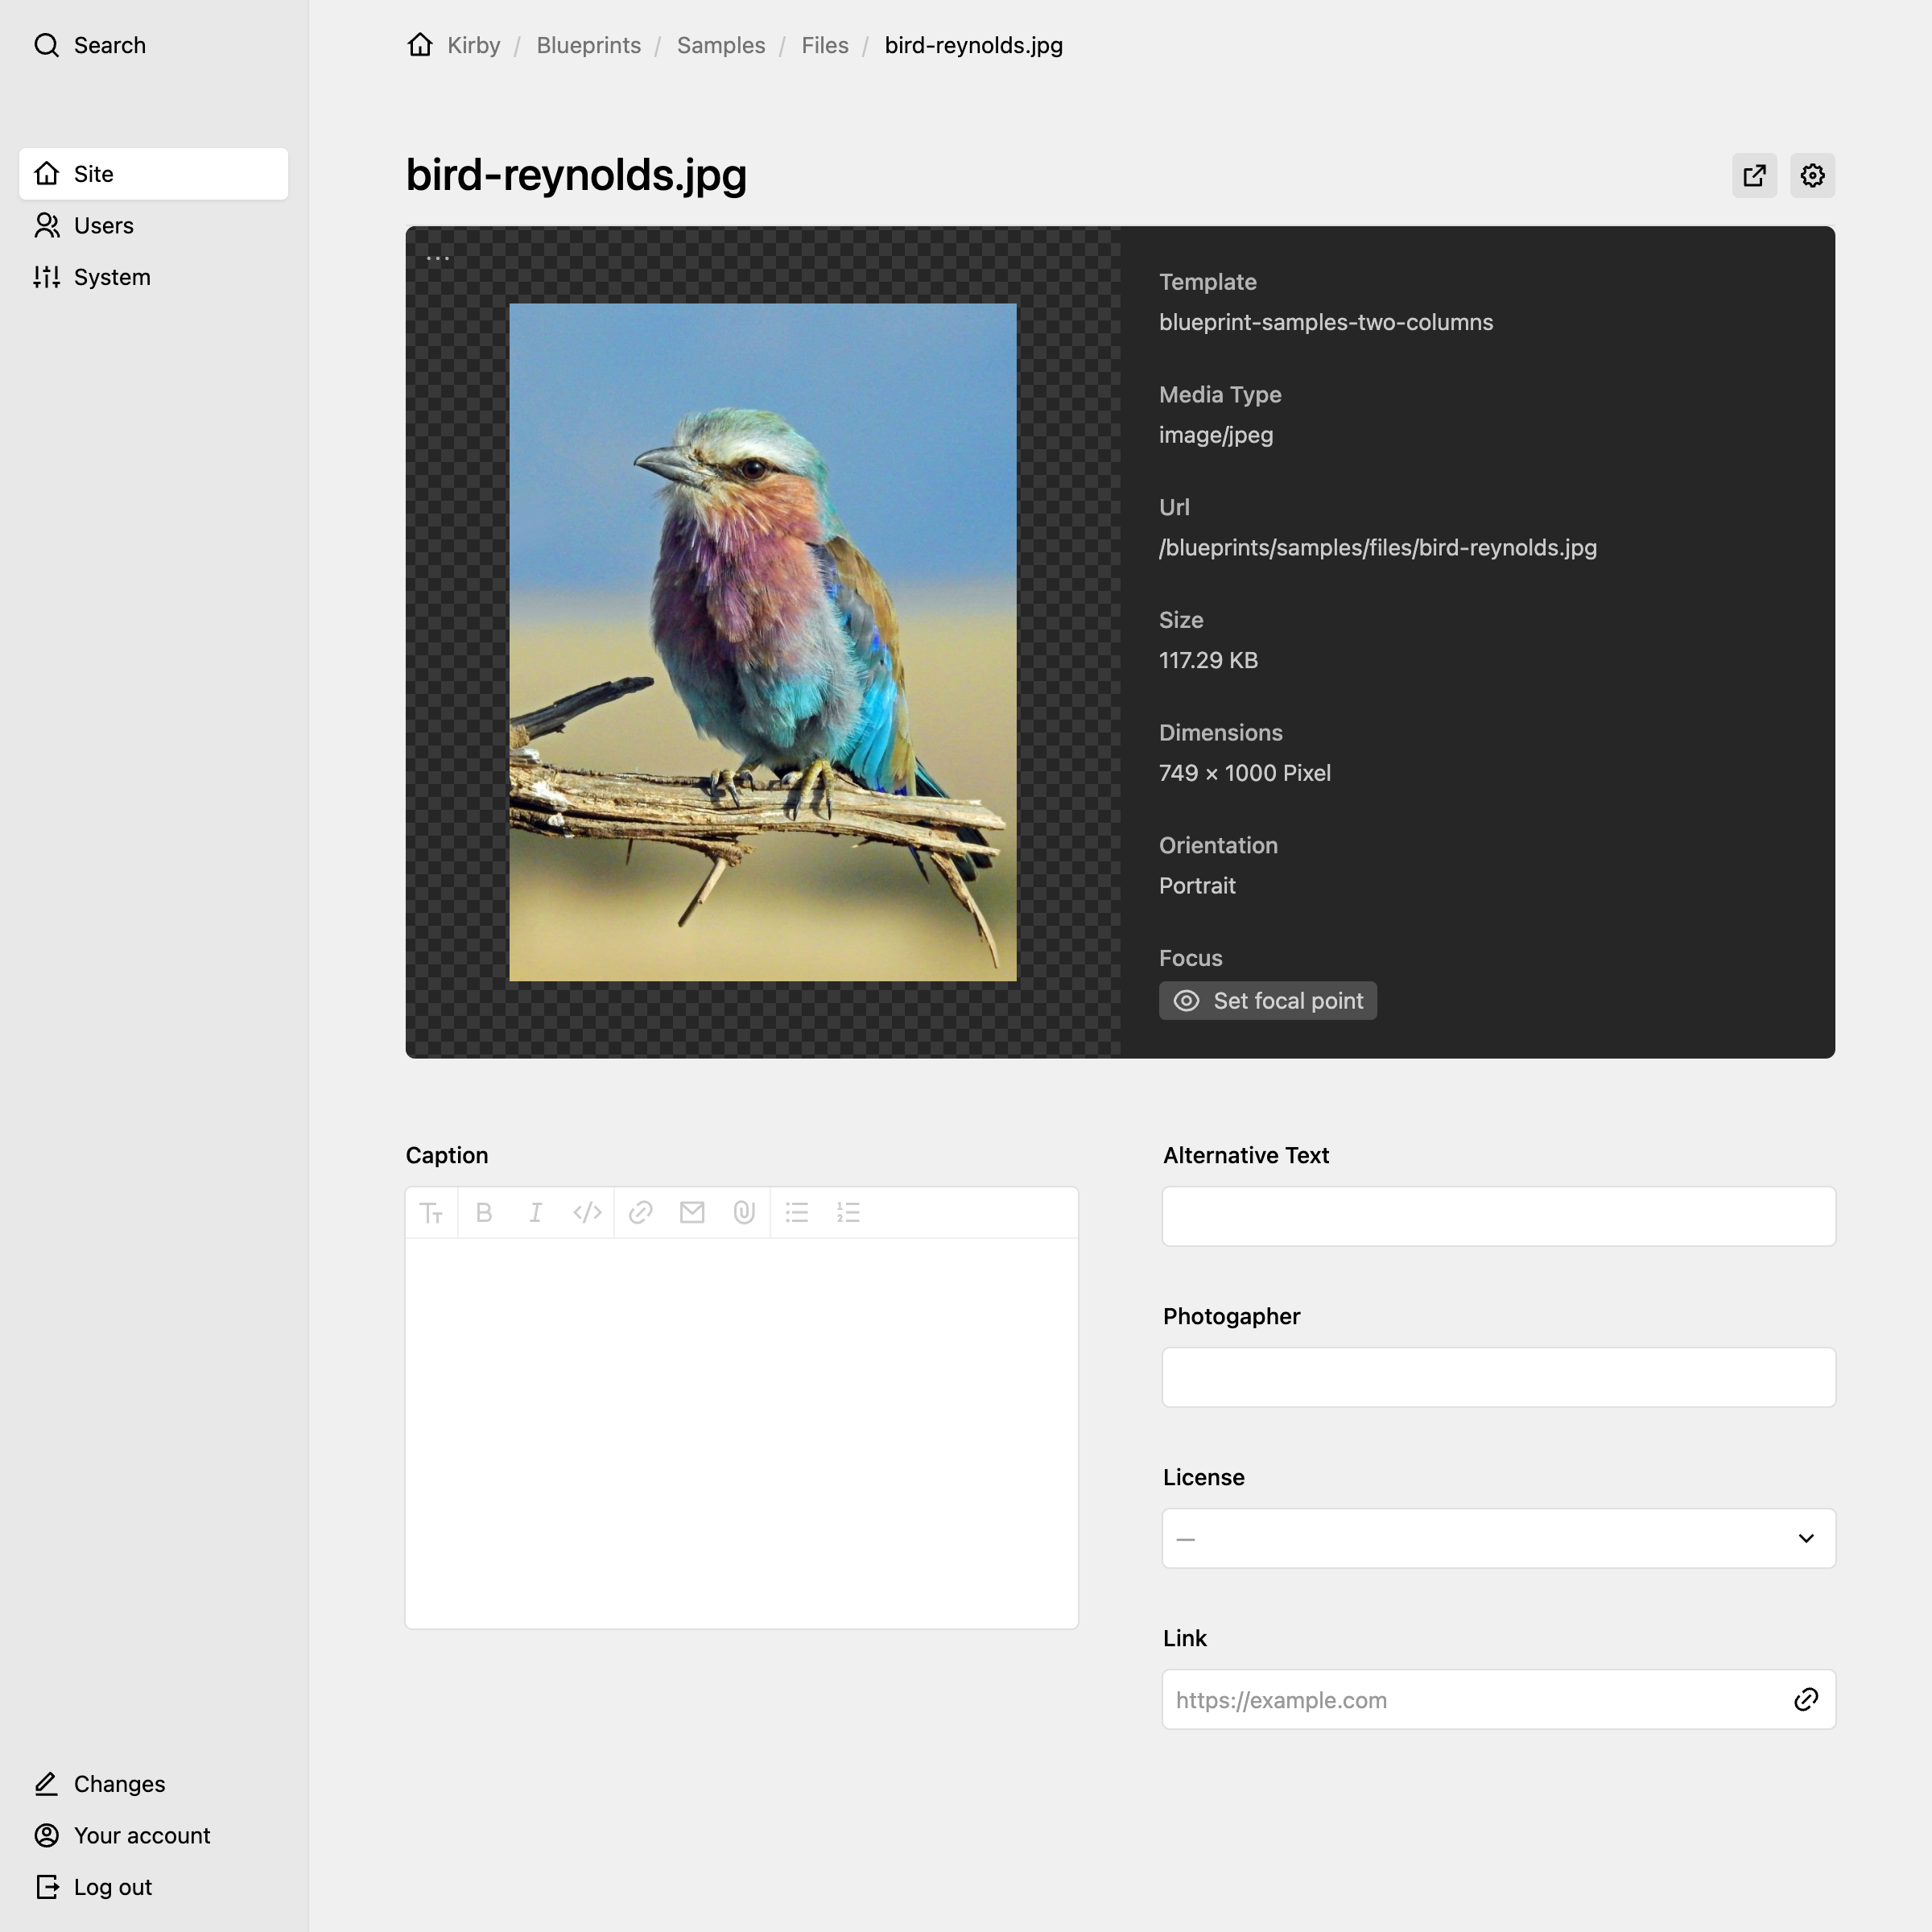 Search
Site
Users
System
Changes
Your account
Log out
Kirby / Blueprints / Samples / Files / bird-reynolds.jpg
bird-reynolds.jpg
Template
blueprint-samples-two-columns
Media Type
image/jpeg
Url
/blueprints/samples/files/bird-reynolds.jpg
Size
117.29 KB
Dimensions
749 × 1000 Pixel
Orientation
Portrait
Focus
Set focal point
Caption
Alternative Text
Photogapher
License
—
Link
https://example.com